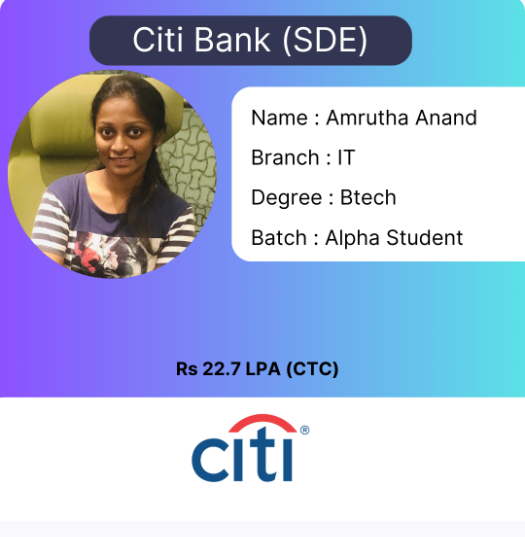 Citi Bank (SDE)
Name : Amrutha Anand
Branch : IT
Degree : Btech
Batch : Alpha Student
Rs 22.7 LPA (CTC)
citi®